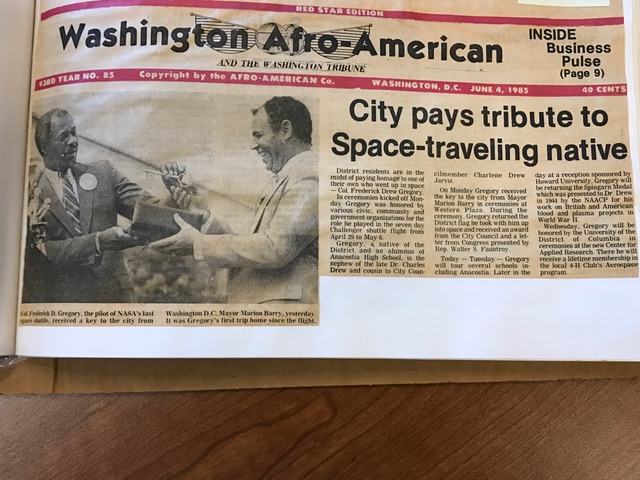 RED STAR EDITION
Washington Afro-American
AND THE WASHINGTON TRIBUNE
INSIDE
Business
Pulse
(Page 9)
93RD YEAR NO. 85 Copyright by the AFRO-AMERICAN Co. WASHINGTON, D.C. JUNE 4, 1985 40 CENTS
City pays tribute to
Space-traveling native
District residents are in the
midst of paying homage to one of
their own who went up in space
— Col. Frederick Drew Gregory.
In ceremonies kicked off Mon-
day, Gregory was honored by
various civic, community and
government organizations for the
role he played in the seven day
Challenger shuttle flight from
April 29 to May 6.
Gregory, a native of the
District and an alumnus of
Anacostia High School, is the
nephew of the late Dr. Charles
Drew and cousin to City Coun-
cilmember Charlene Drew
Jarvis.
On Monday Gregory received
the key to the city from Mayor
Marion Barry in ceremonies at
Western Plaza. During the
ceremony, Gregory returned the
District flag he took with him up
into space and received an award
from the City Council and a let-
ter from Congress presented by
Rep. Walter S. Fauntroy.
Today — Tuesday — Gregory
will tour several schools in-
cluding Anacostia. Later in the
day at a reception sponsored by
Howard University, Gregory will
be returning the Spingarn Medal
which was presented to Dr. Drew
in 1944 by the NAACP for his
work on British and American
blood and plasma projects in
World War II.
Wednesday, Gregory will be
honored by the University of the
District of Columbia in
ceremonies at the new Center for
Applied Research. There he will
receive a lifetime membership in
the local 4-H Club's Aerospace
program.
Col. Frederick D. Gregory, the pilot of NASA's last
space shuttle, received a key to the city from
Washington D.C. Mayor Marion Barry, yesterday.
It was Gregory's first trip home since the flight.